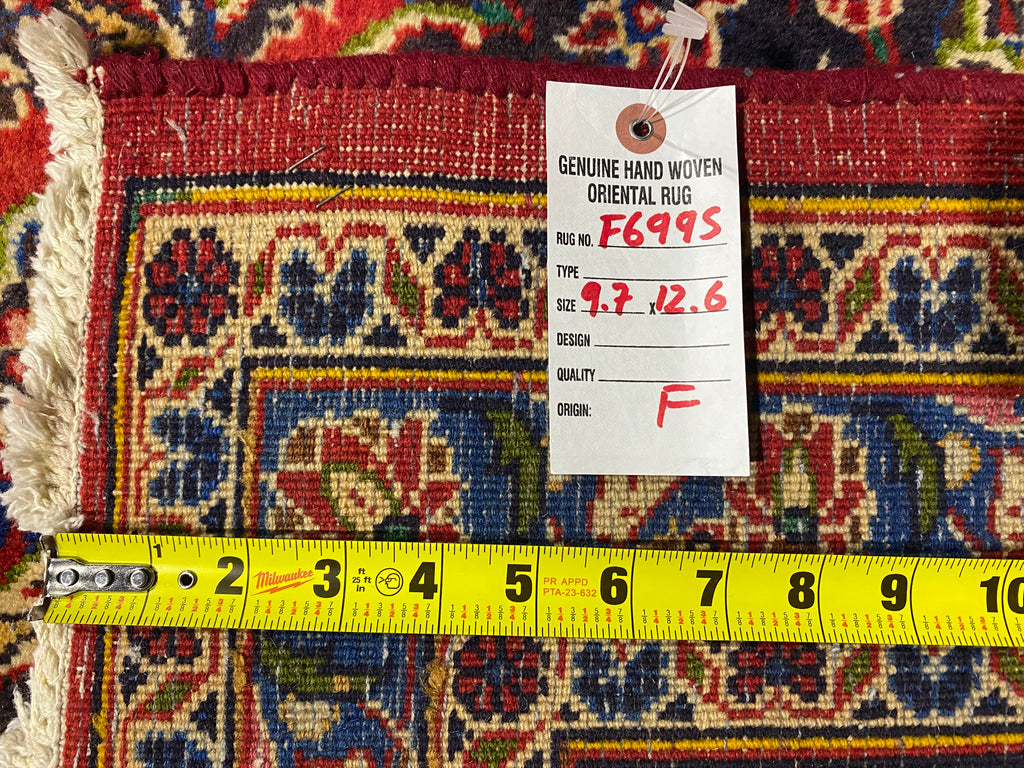 GENUINE HAND WOVEN
ORIENTAL RUG
RUG NO. F699S
TYPE
SIZE 9.7 x 12.6
DESIGN
QUALITY
ORIGIN: F
1 2 Milwaukee 3 ft 25 ft in 4 5 PR APPD PTA-23-632 6 7 8 9 10